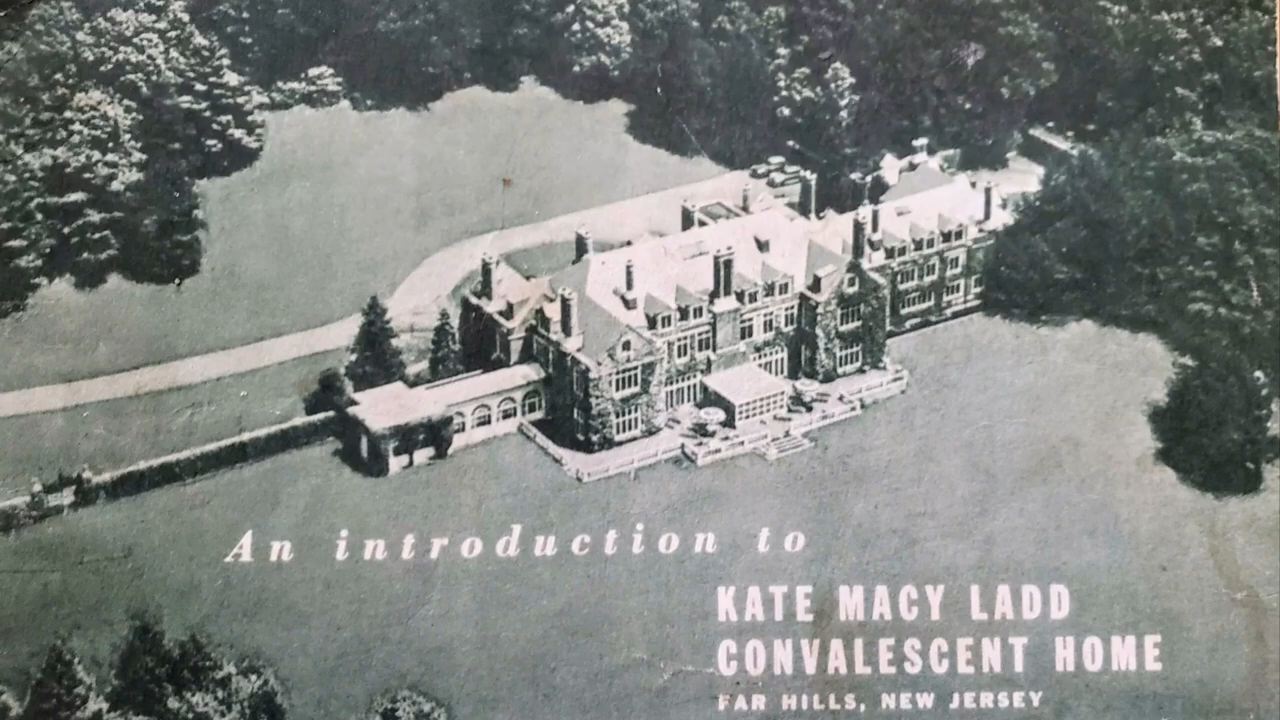 An introduction to
KATE MACY LADD
CONVALESCENT HOME
FAR HILLS, NEW JERSEY